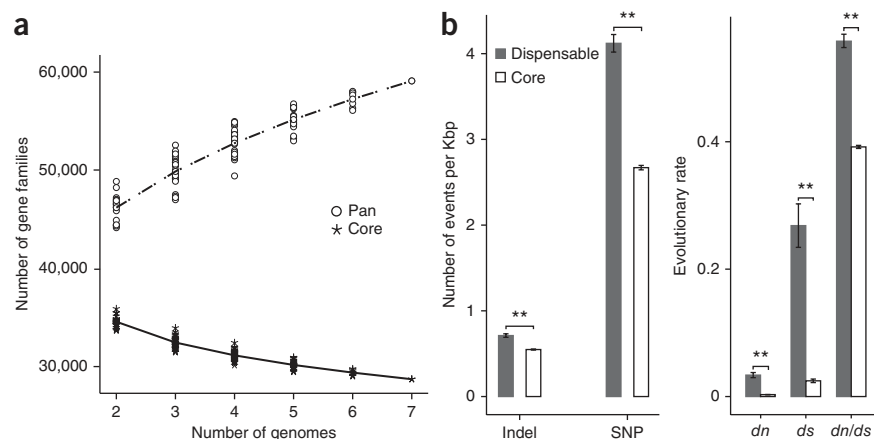 a
60,000
50,000
40,000
30,000
Number of gene families
Pan
Core
2 3 4 5 6 7
Number of genomes
b
4
3
2
1
0
Number of events per Kbp
Dispensable
Core
**
**
Indel SNP
0.4
0.2
0
Evolutionary rate
**
**
**
dn ds dn/ds